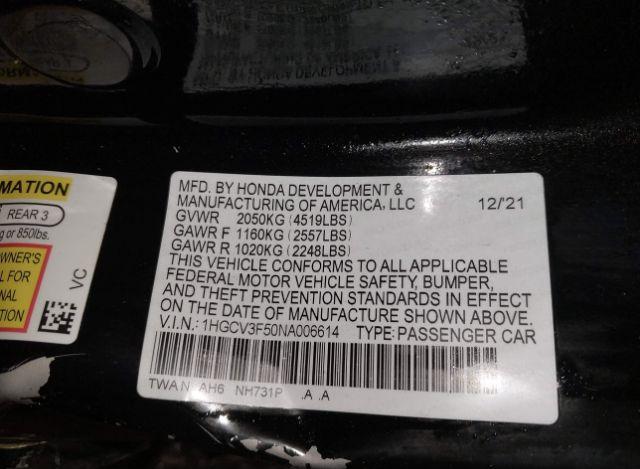 MATION
REAR 3
g or 850lbs.
WNER'S
L FOR
NAL
TION
VC
MFD. BY HONDA DEVELOPMENT &
MANUFACTURING OF AMERICA, LLC 12/'21
GVWR 2050KG (4519LBS)
GAWR F 1160KG (2557LBS)
GAWR R 1020KG (2248LBS)
THIS VEHICLE CONFORMS TO ALL APPLICABLE
FEDERAL MOTOR VEHICLE SAFETY, BUMPER,
AND THEFT PREVENTION STANDARDS IN EFFECT
ON THE DATE OF MANUFACTURE SHOWN ABOVE.
V.I.N.: 1HGCV3F50NA006614 TYPE: PASSENGER CAR
TWA N AH6 NH731P .A .A